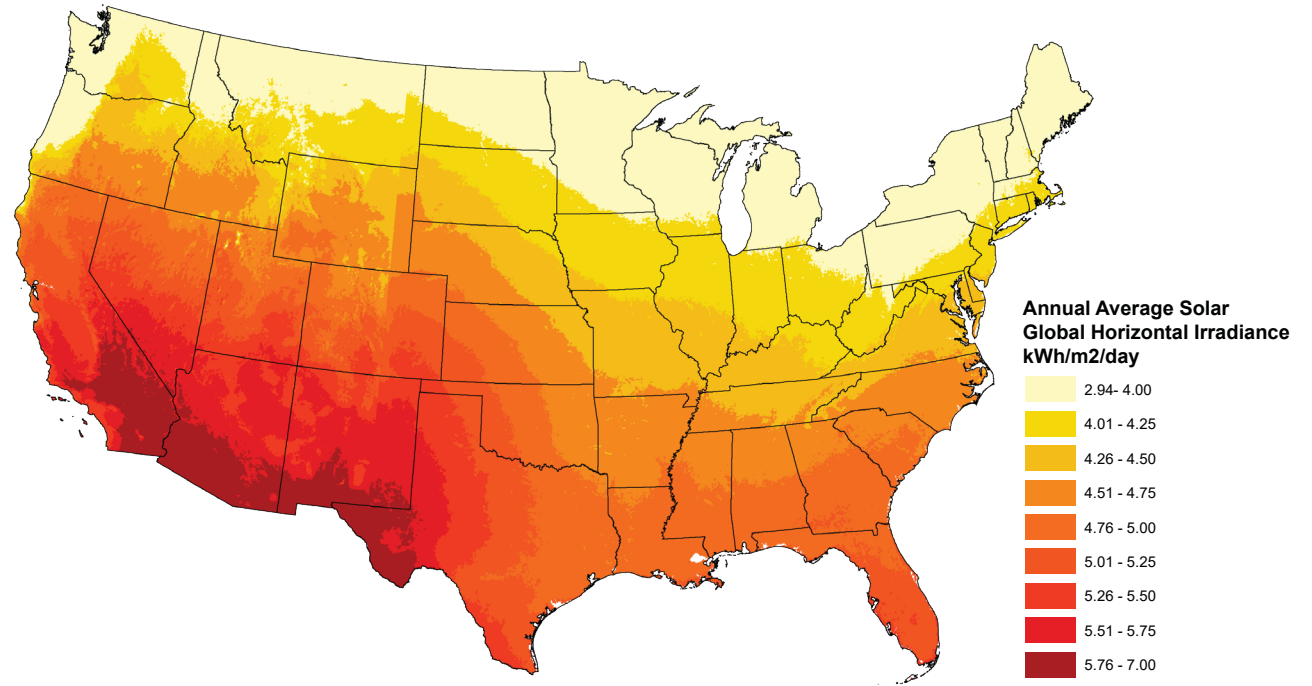 Annual Average Solar
Global Horizontal Irradiance
kWh/m2/day
2.94- 4.00
4.01 - 4.25
4.26 - 4.50
4.51 - 4.75
4.76 - 5.00
5.01 - 5.25
5.26 - 5.50
5.51 - 5.75
5.76 - 7.00